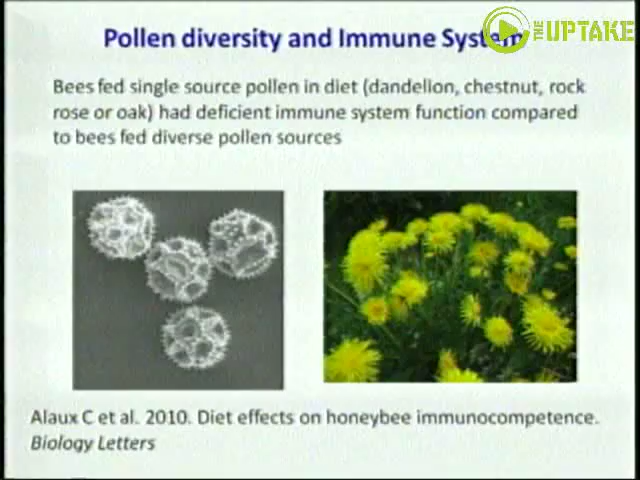 Pollen diversity and Immune System
THE UPTAKE
Bees fed single source pollen in diet (dandelion, chestnut, rock
rose or oak) had deficient immune system function compared
to bees fed diverse pollen sources
Alaux C et al. 2010. Diet effects on honeybee immunocompetence.
Biology Letters